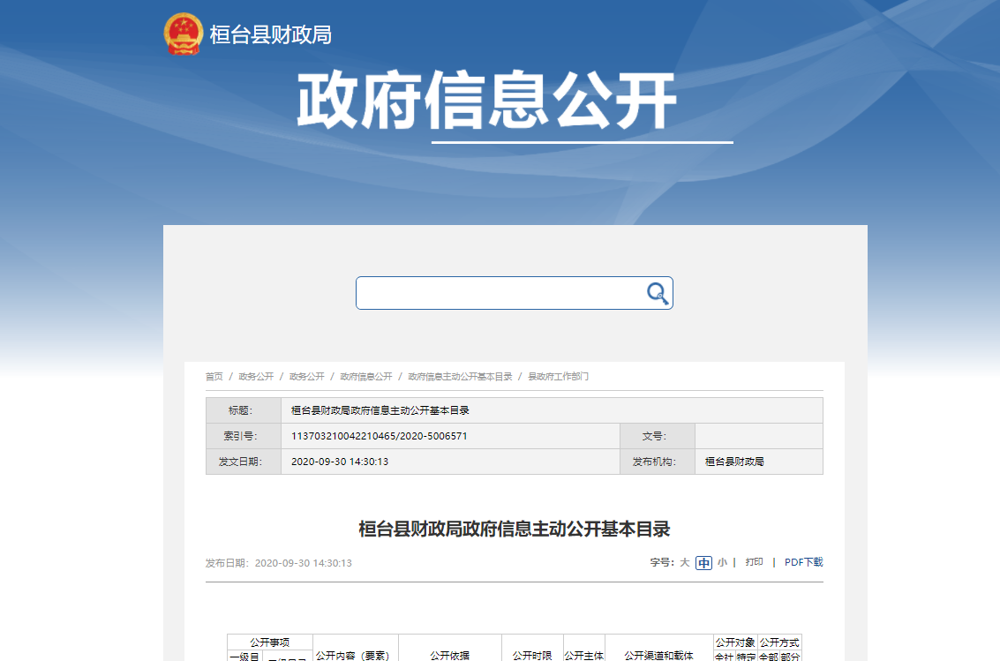 桓台县财政局
政府信息公开
首页 / 政务公开 / 政务公开 / 政府信息公开 / 政府信息主动公开基本目录 / 县政府工作部门
标题： 桓台县财政局政府信息主动公开基本目录
索引号： 113703210042210465/2020-5006571 文号：
发文日期： 2020-09-30 14:30:13 发布机构： 桓台县财政局
桓台县财政局政府信息主动公开基本目录
发布日期：2020-09-30 14:30:13 字号：大 中 小 | 打印 | PDF下载
公开事项 公开对象 公开方式
公开内容（要素） 公开依据 公开时限 公开主体 公开渠道和载体
一级目 全社 特定 全部 部分